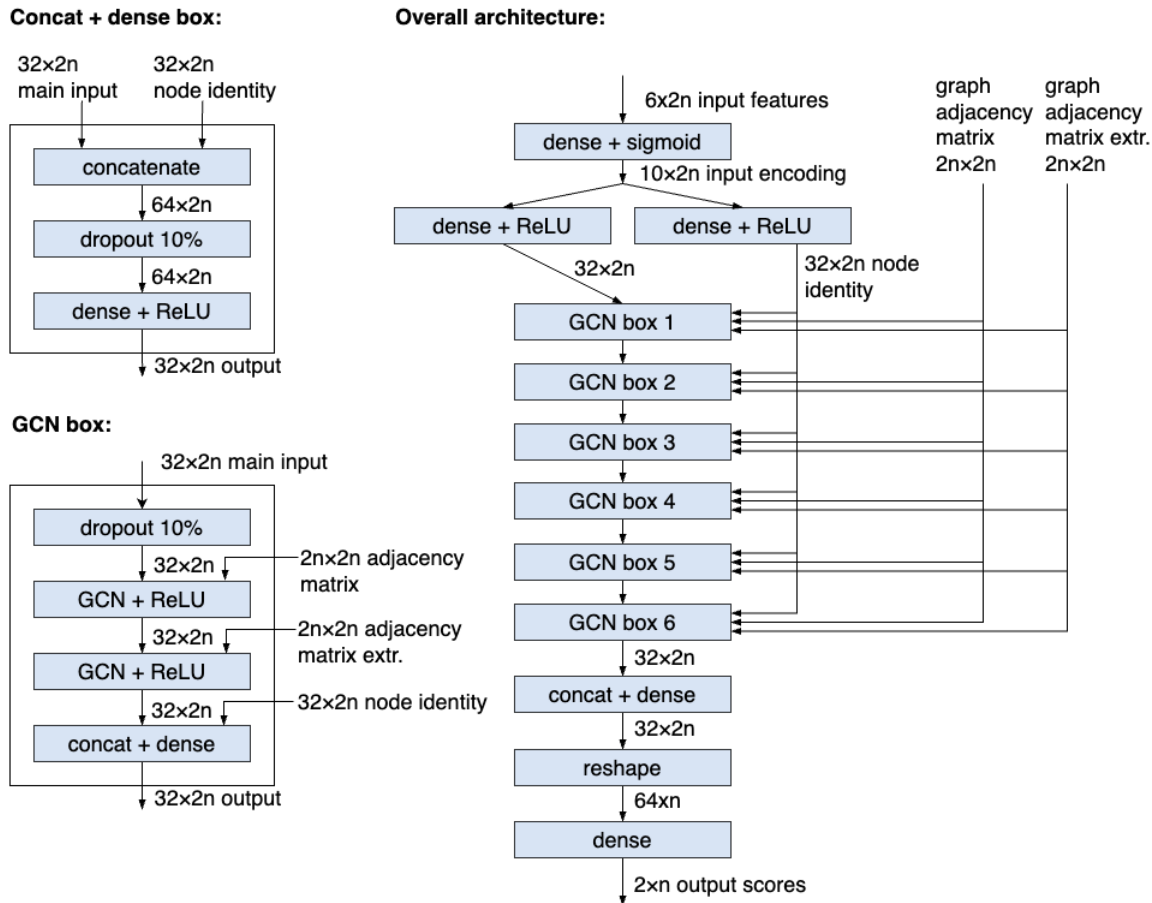 Concat + dense box:
32×2n
main input
32×2n
node identity
concatenate
64×2n
dropout 10%
64×2n
dense + ReLU
32×2n output
GCN box:
32×2n main input
dropout 10%
32×2n
2n×2n adjacency
matrix
GCN + ReLU
32×2n
2n×2n adjacency
matrix extr.
GCN + ReLU
32×2n
32×2n node identity
concat + dense
32×2n output
Overall architecture:
6x2n input features
dense + sigmoid
10×2n input encoding
dense + ReLU
dense + ReLU
32×2n
32×2n node
identity
graph
adjacency
matrix
2n×2n
graph
adjacency
matrix extr.
2n×2n
GCN box 1
GCN box 2
GCN box 3
GCN box 4
GCN box 5
GCN box 6
32×2n
concat + dense
32×2n
reshape
64xn
dense
2×n output scores